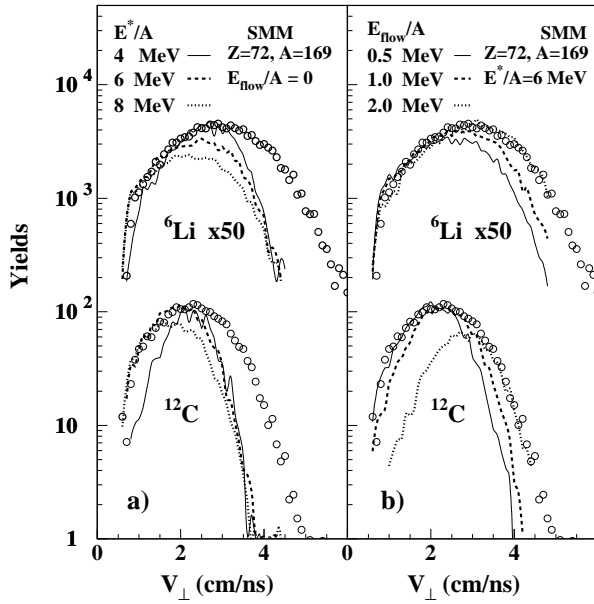 E*/A SMM
4 MeV Z=72, A=169
6 MeV E_flow/A = 0
8 MeV
E_flow/A SMM
0.5 MeV Z=72, A=169
1.0 MeV E*/A=6 MeV
2.0 MeV
Yields
10^4
10^3
10^2
10
1
^6Li x50
^12C
a)
^6Li x50
^12C
b)
0 2 4 0 2 4
V_⊥ (cm/ns) V_⊥ (cm/ns)